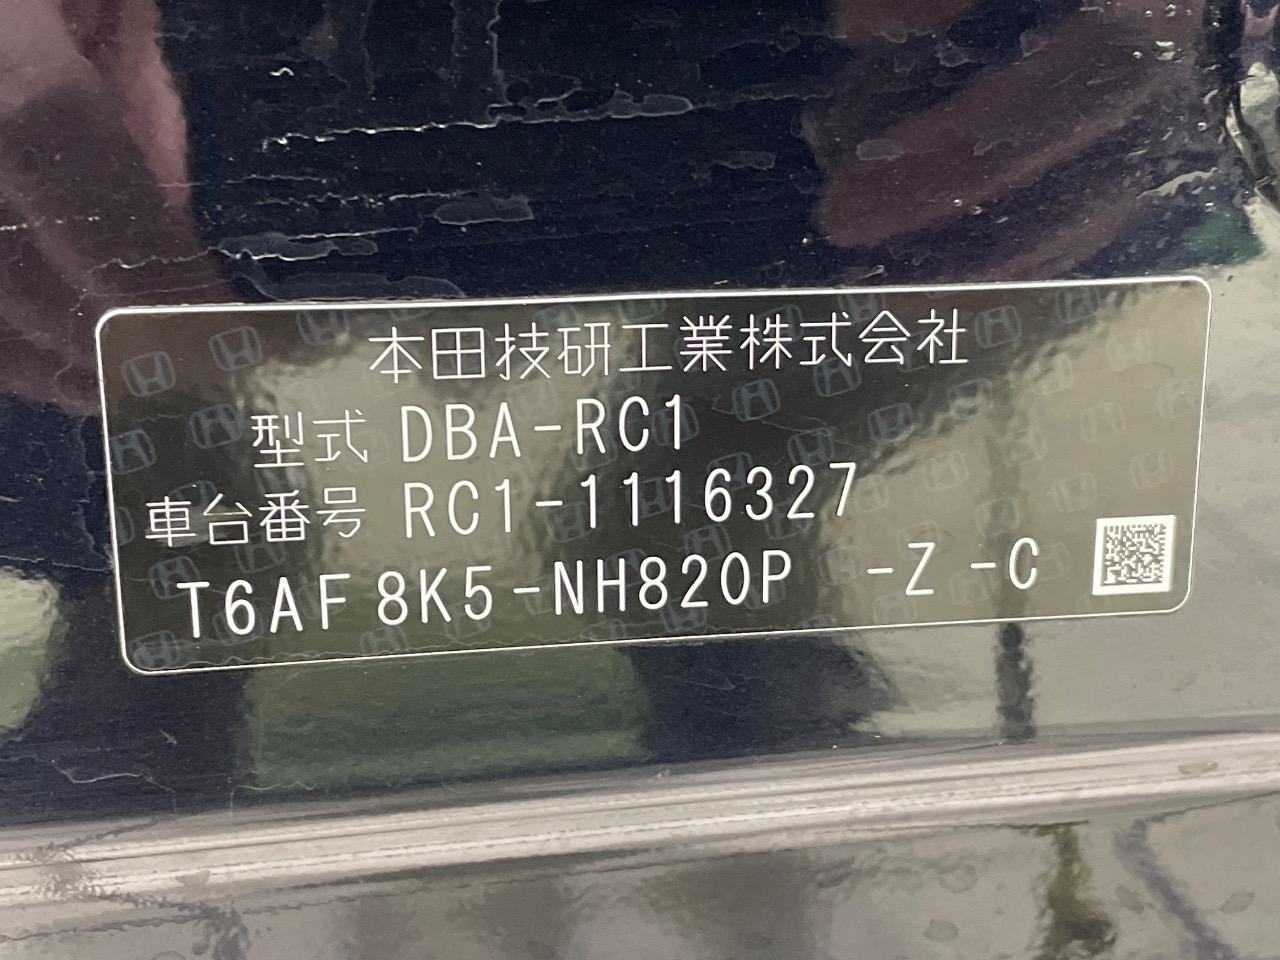 本田技研工業株式会社
型式 DBA-RC1
車台番号 RC1-1116327
T6AF 8K5-NH820P -Z -C